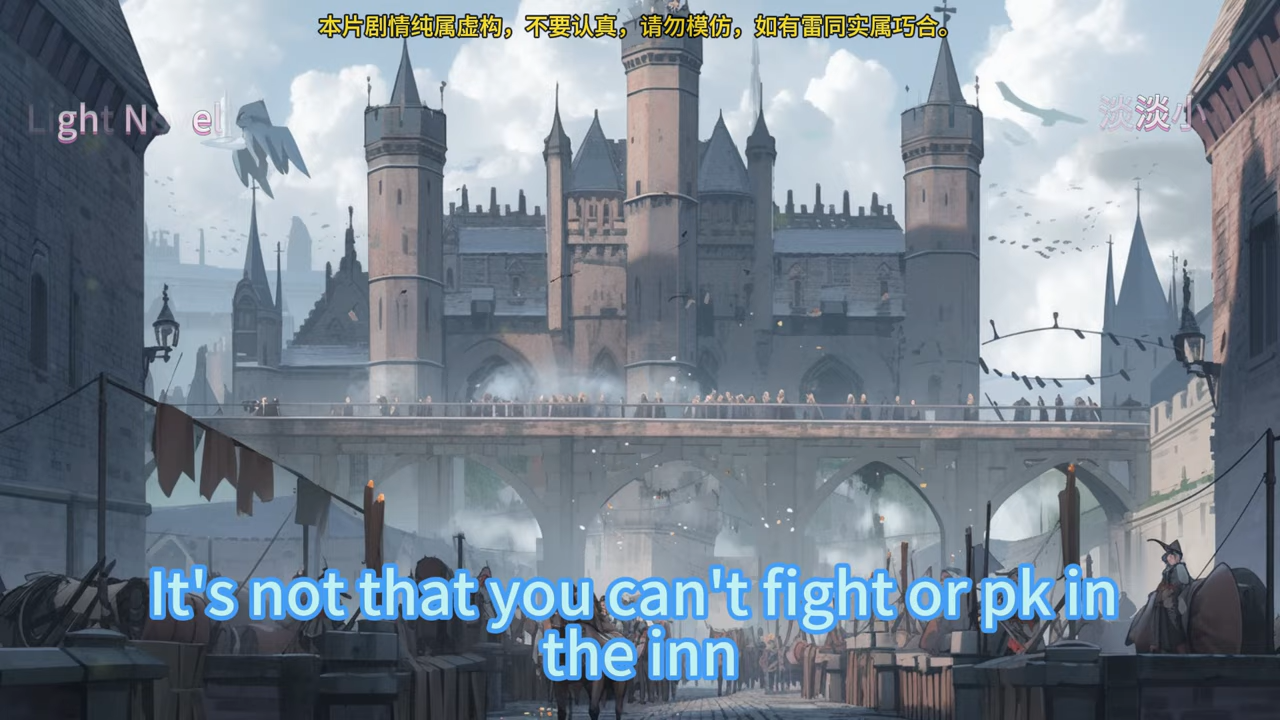 本片剧情纯属虚构，不要认真，请勿模仿，如有雷同实属巧合。
Light N el
淡淡小
It's not that you can't fight or pk in
the inn